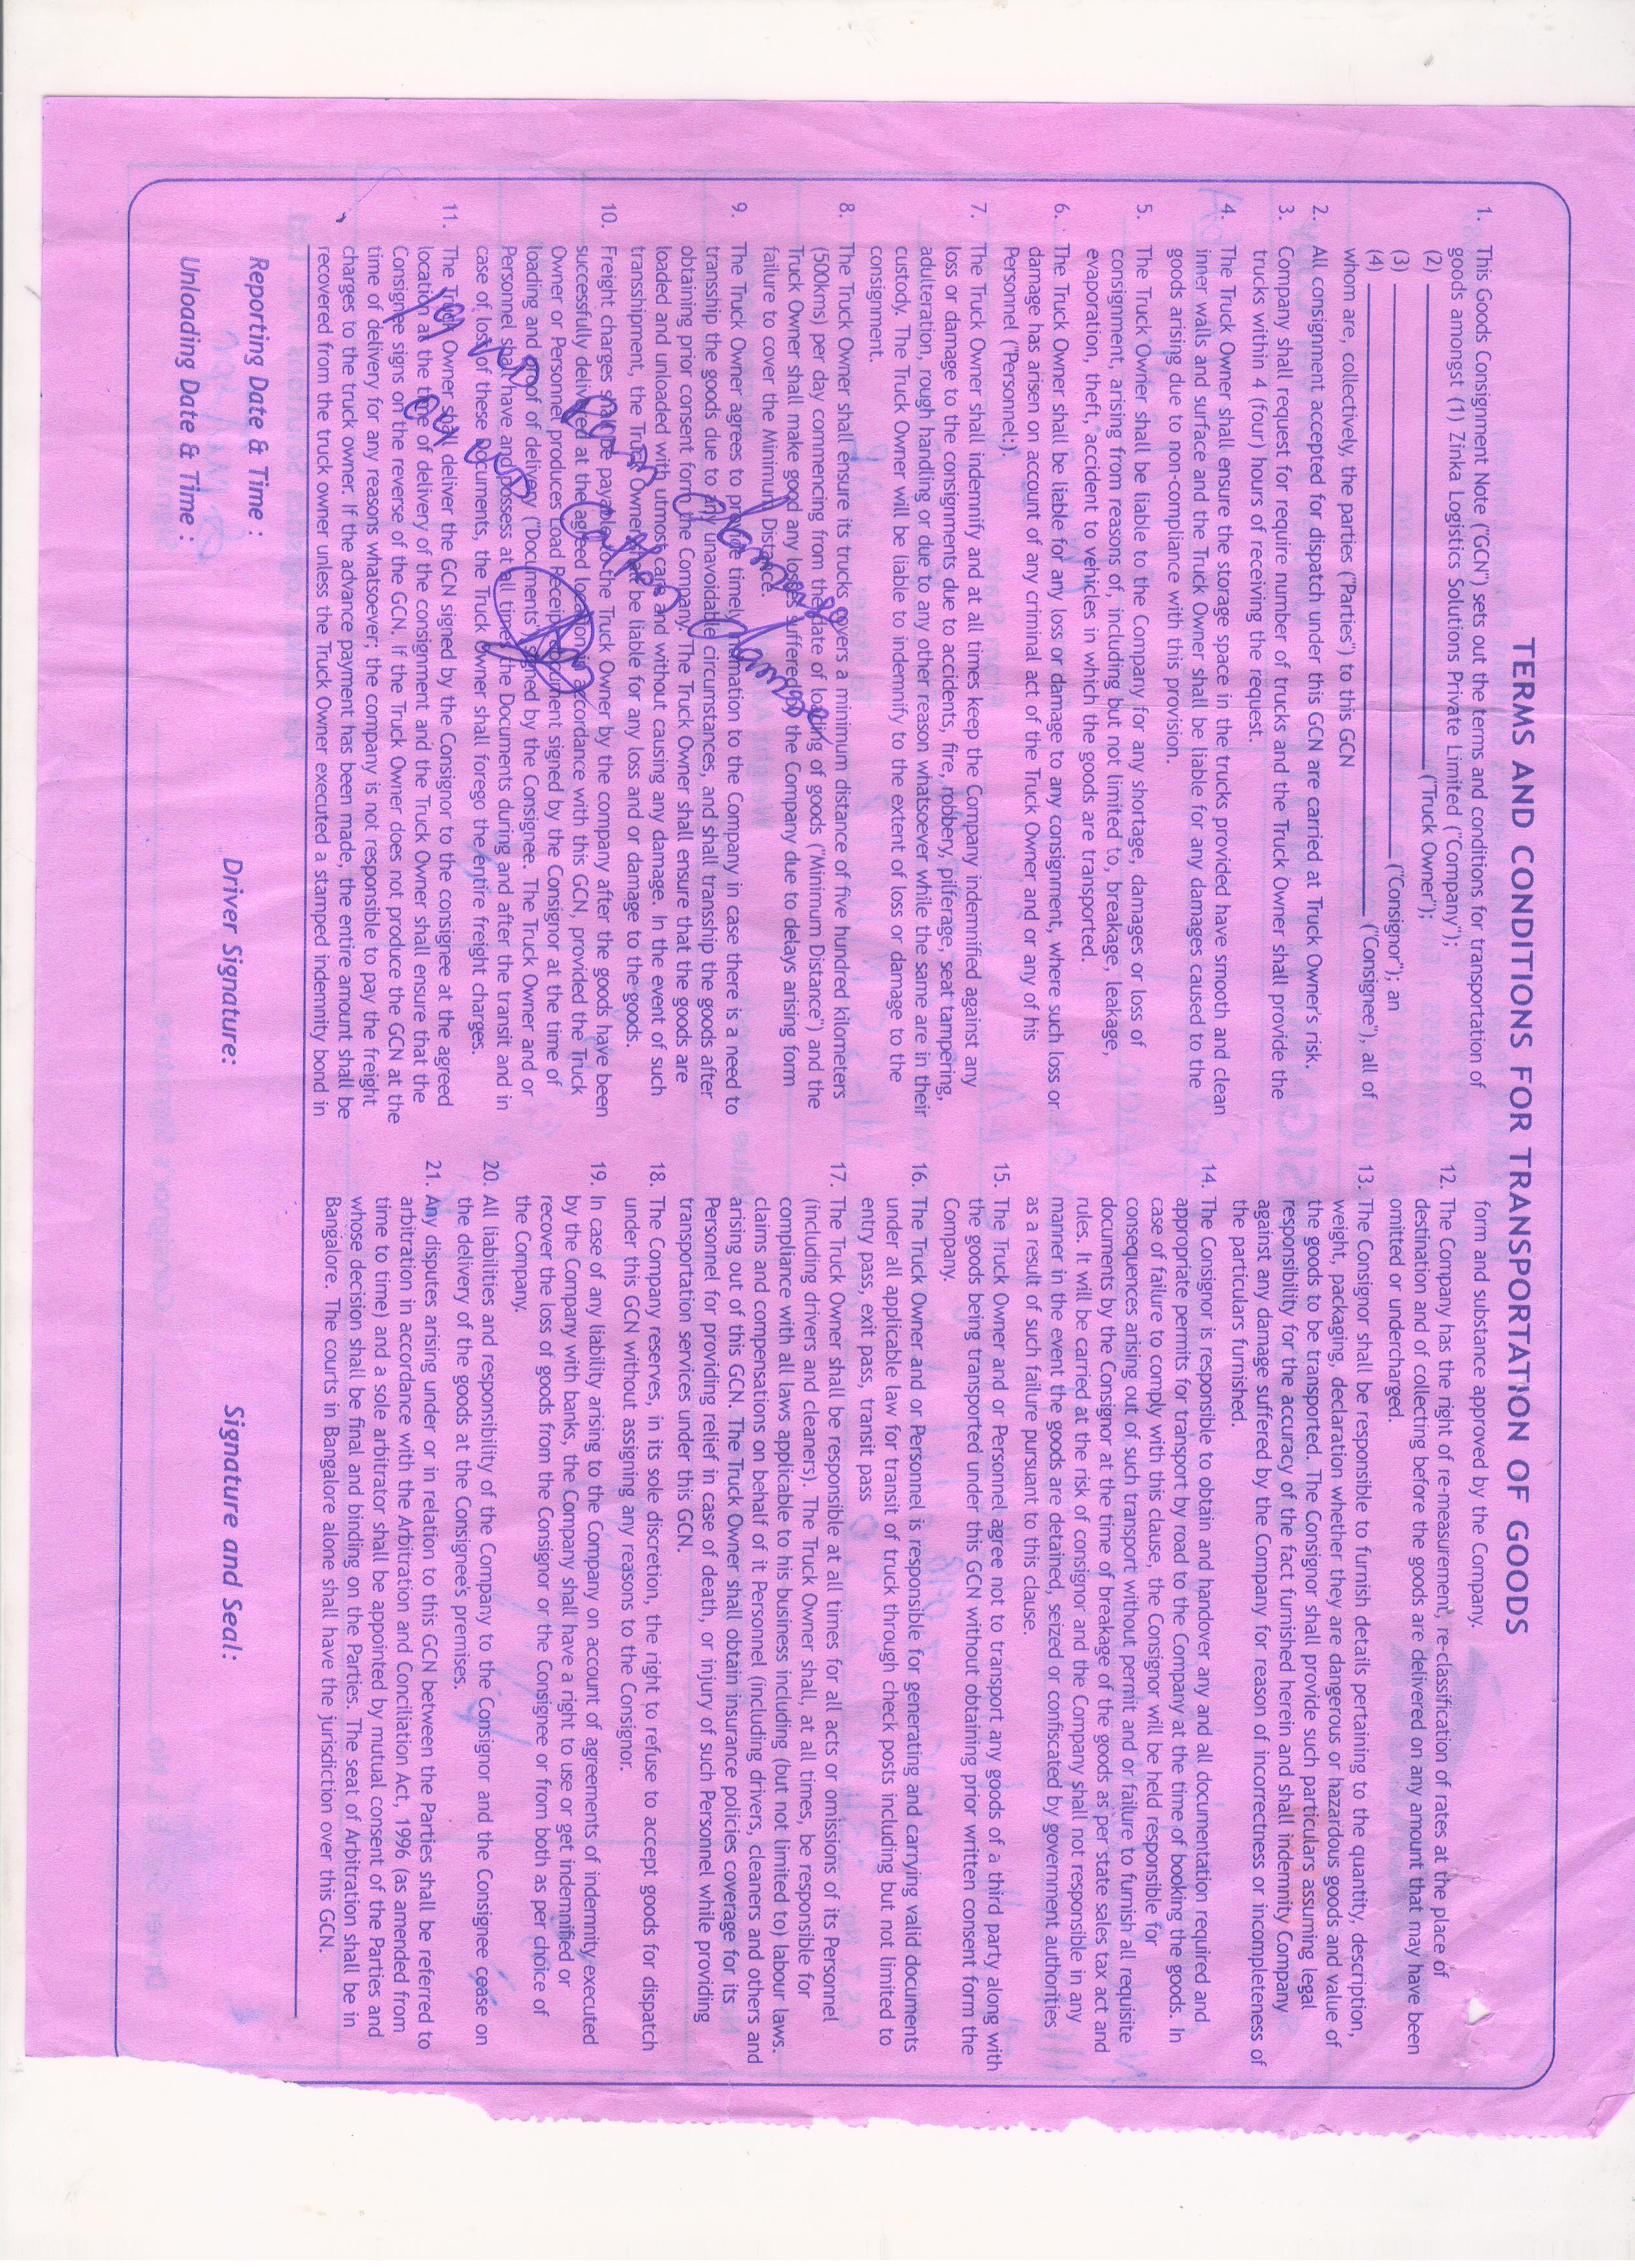 TERMS AND CONDITIONS FOR TRANSPORTATION OF GOODS
1. This Goods Consignment Note ("GCN") sets out the terms and conditions for transportation of
goods amongst (1) Zinka Logistics Solutions Private Limited ("Company");
(2) ("Truck Owner");
(3) ("Consignor"); an
(4) ("Consignee"), all of
whom are, collectively, the parties ("Parties") to this GCN
2. All consignment accepted for dispatch under this GCN are carried at Truck Owner's risk.
3. Company shall request for require number of trucks and the Truck Owner shall provide the
trucks within 4 (four) hours of receiving the request.
4. The Truck Owner shall ensure the storage space in the trucks provided have smooth and clean
inner walls and surface and the Truck Owner shall be liable for any damages caused to the
goods arising due to non-compliance with this provision.
5. The Truck Owner shall be liable to the Company for any shortage, damages or loss of
consignment, arising from reasons of, including but not limited to, breakage, leakage,
evaporation, theft, accident to vehicles in which the goods are transported.
6. The Truck Owner shall be liable for any loss or damage to any consignment, where such loss or
damage has arisen on account of any criminal act of the Truck Owner and or any of his
Personnel ("Personnel:).
7. The Truck Owner shall indemnify and at all times keep the Company indemnified against any
loss or damage to the consignments due to accidents, fire, robbery, pilferage, seat tampering,
adulteration, rough handling or due to any other reason whatsoever while the same are in their
custody. The Truck Owner will be liable to indemnify to the extent of loss or damage to the
consignment.
8. The Truck Owner shall ensure its trucks covers a minimum distance of five hundred kilometers
(500kms) per day commencing from the date of loading of goods ("Minimum Distance") and the
Truck Owner shall make good any losses suffered by the Company due to delays arising form
failure to cover the Minimum Distance.
9. The Truck Owner agrees to provide timely intimation to the Company in case there is a need to
transship the goods due to any unavoidable circumstances, and shall transship the goods after
obtaining prior consent form the Company. The Truck Owner shall ensure that the goods are
loaded and unloaded with utmost care and without causing any damage. In the event of such
transshipment, the Truck Owner shall be liable for any loss and or damage to the goods.
10. Freight charges shall be payable to the Truck Owner by the company after the goods have been
successfully delivered at the agreed location in accordance with this GCN, provided the Truck
Owner or Personnel produces Load Receipt document signed by the Consignor at the time of
loading and proof of delivery ("Documents" signed by the Consignee. The Truck Owner and or
Personnel shall have and possess at all times the Documents during and after the transit and in
case of loss of these Documents, the Truck Owner shall forego the entire freight charges.
11. The Truck Owner shall deliver the GCN signed by the Consignor to the consignee at the agreed
location at the time of delivery of the consignment and the Truck Owner shall ensure that the
Consignee signs on the reverse of the GCN. If the Truck Owner does not produce the GCN at the
time of delivery for any reasons whatsoever; the company is not responsible to pay the freight
charges to the truck owner. If the advance payment has been made, the entire amount shall be
recovered from the truck owner unless the Truck Owner executed a stamped indemnity bond in
form and substance approved by the Company.
12. The Company has the right of re-measurement, re-classification of rates at the place of
destination and of collecting before the goods are delivered on any amount that may have been
omitted or undercharged.
13. The Consignor shall be responsible to furnish details pertaining to the quantity, description,
weight, packaging, declaration whether they are dangerous or hazardous goods and value of
the goods to be transported. The Consignor shall provide such particulars assuming legal
responsibility for the accuracy of the fact furnished herein and shall indemnity Company
against any damage suffered by the Company for reason of incorrectness or incompleteness of
the particulars furnished.
14. The Consignor is responsible to obtain and handover any and all documentation required and
appropriate permits for transport by road to the Company at the time of booking the goods. In
case of failure to comply with this clause, the Consignor will be held responsible for
consequences arising out of such transport without permit and or failure to furnish all requisite
documents by the Consignor at the time of breakage of the goods as per state sales tax act and
rules. It will be carried at the risk of consignor and the Company shall not responsible in any
manner in the event the goods are detained, seized or confiscated by government authorities
as a result of such failure pursuant to this clause.
15. The Truck Owner and or Personnel agree not to transport any goods of a third party along with
the goods being transported under this GCN without obtaining prior written consent form the
Company.
16. The Truck Owner and or Personnel is responsible for generating and carrying valid documents
under all applicable law for transit of truck through check posts including but not limited to
entry pass, exit pass, transit pass
17. The Truck Owner shall be responsible at all times for all acts or omissions of its Personnel
(including drivers and cleaners). The Truck Owner shall, at all times, be responsible for
compliance with all laws applicable to his business including (but not limited to) labour laws.
claims and compensations on behalf of it Personnel (including drivers, cleaners and others and
arising out of this GCN. The Truck Owner shall obtain insurance policies coverage for its
Personnel for providing relief in case of death, or injury of such Personnel while providing
transportation services under this GCN.
18. The Company reserves, in its sole discretion, the right to refuse to accept goods for dispatch
under this GCN without assigning any reasons to the Consignor.
19. In case of any liability arising to the Company on account of agreements of indemnity executed
by the Company with banks, the Company shall have a right to use or get indemnified or
recover the loss of goods from the Consignor or the Consignee or from both as per choice of
the Company.
20. All liabilities and responsibility of the Company to the Consignor and the Consignee cease on
the delivery of the goods at the Consignee's premises.
21. Any disputes arising under or in relation to this GCN between the Parties shall be referred to
arbitration in accordance with the Arbitration and Conciliation Act, 1996 (as amended from
time to time) and a sole arbitrator shall be appointed by mutual consent of the Parties and
whose decision shall be final and binding on the Parties. The seat of Arbitration shall be in
Bangalore. The courts in Bangalore alone shall have the jurisdiction over this GCN.
Reporting Date & Time :
Unloading Date & Time :
Driver Signature:
Signature and Seal: